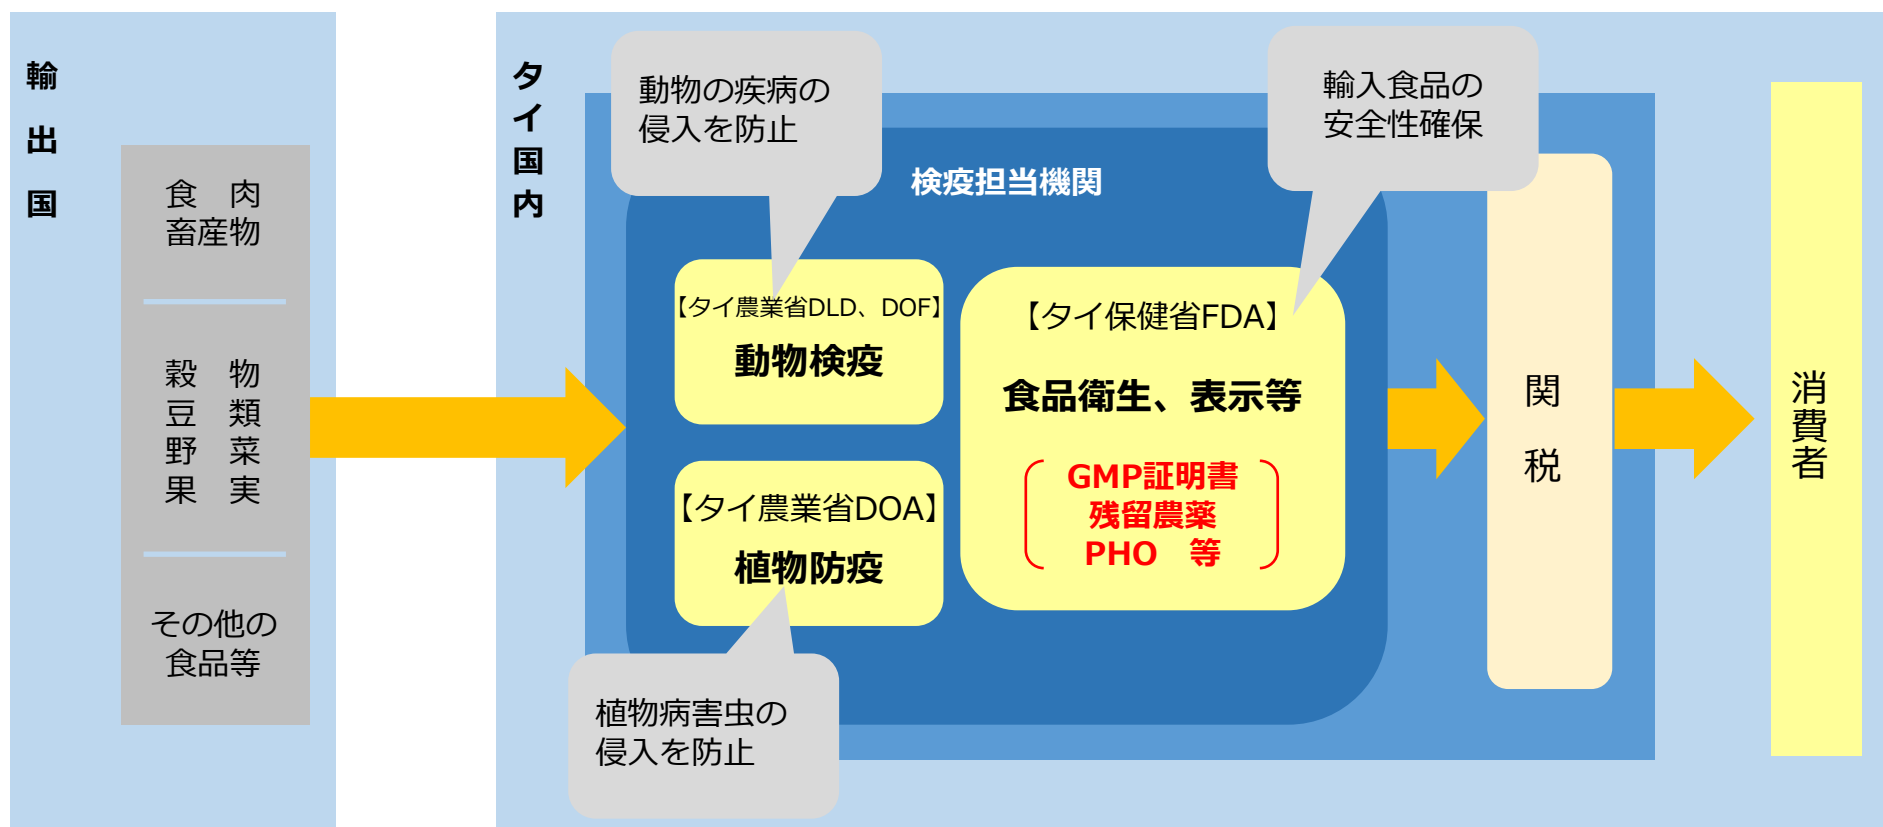 輸出国
食　肉
畜産物
穀　物
豆　類
野　菜
果　実
その他の
食品等
タイ国内
動物の疾病の
侵入を防止
検疫担当機関
輸入食品の
安全性確保
【タイ農業省DLD、DOF】
動物検疫
【タイ農業省DOA】
植物防疫
植物病害虫の
侵入を防止
【タイ保健省FDA】
食品衛生、表示等
GMP証明書
残留農薬
PHO　等
関税
消費者